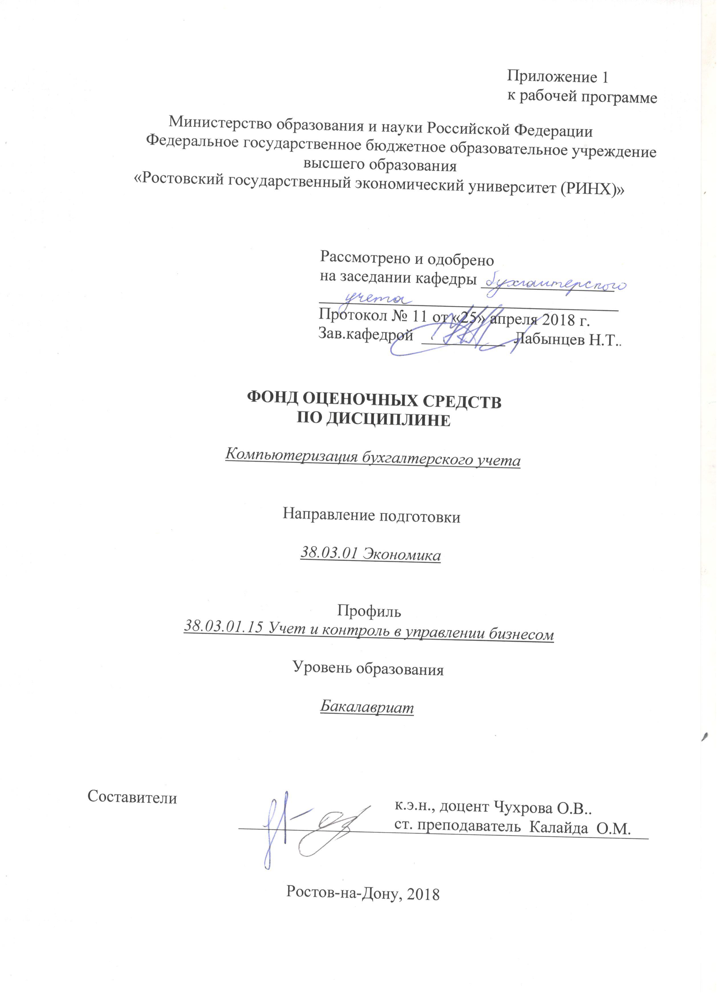 Приложение 1
к рабочей программе
Министерство образования и науки Российской Федерации
Федеральное государственное бюджетное образовательное учреждение
высшего образования
«Ростовский государственный экономический университет (РИНХ)»
Рассмотрено и одобрено
на заседании кафедры бухгалтерского
учета
Протокол № 11 от «25» апреля 2018 г.
Зав.кафедрой Лабынцев Н.Т..
ФОНД ОЦЕНОЧНЫХ СРЕДСТВ
ПО ДИСЦИПЛИНЕ
Компьютеризация бухгалтерского учета
Направление подготовки
38.03.01 Экономика
Профиль
38.03.01.15 Учет и контроль в управлении бизнесом
Уровень образования
Бакалавриат
Составители
к.э.н., доцент Чухрова О.В..
ст. преподаватель Калайда О.М.
Ростов-на-Дону, 2018